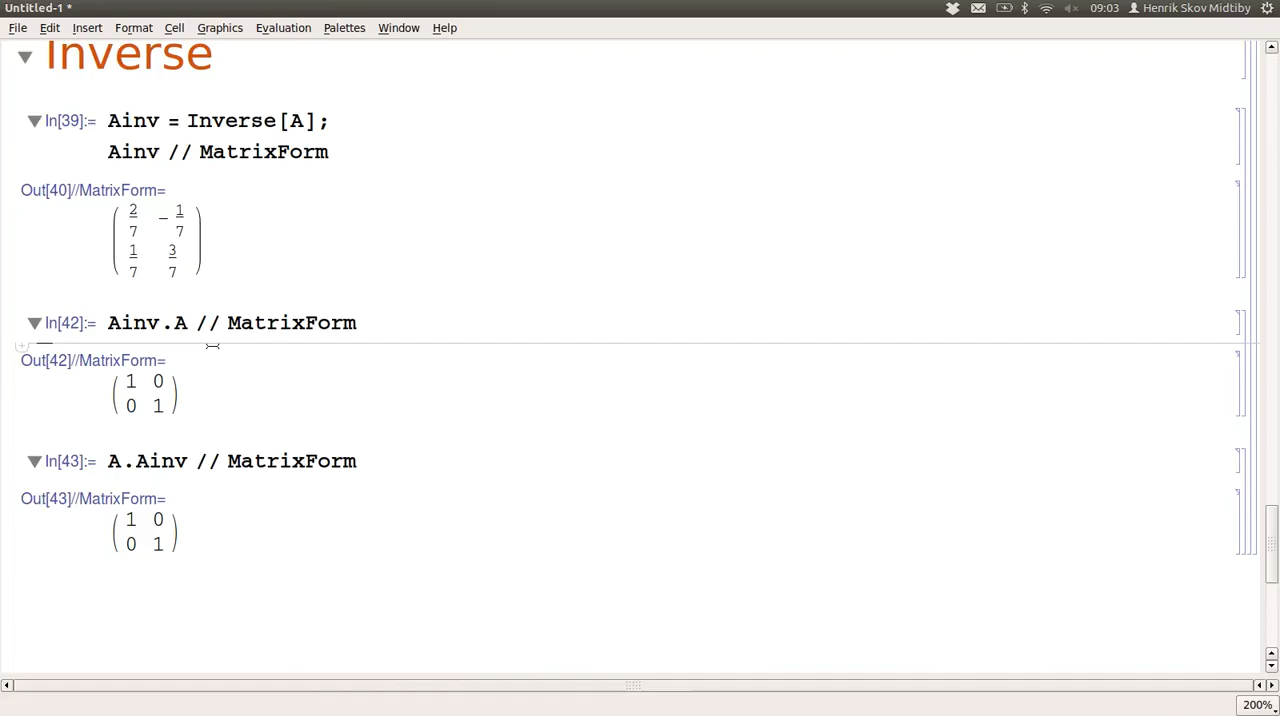 Untitled-1 *
09:03 Henrik Skov Midtiby
File Edit Insert Format Cell Graphics Evaluation Palettes Window Help
Inverse
In[39]:= Ainv = Inverse[A];
Ainv // MatrixForm
Out[40]//MatrixForm=
2 - 1
7 7
1 3
7 7
In[42]:= Ainv.A // MatrixForm
Out[42]//MatrixForm=
1 0
0 1
In[43]:= A.Ainv // MatrixForm
Out[43]//MatrixForm=
1 0
0 1
200%